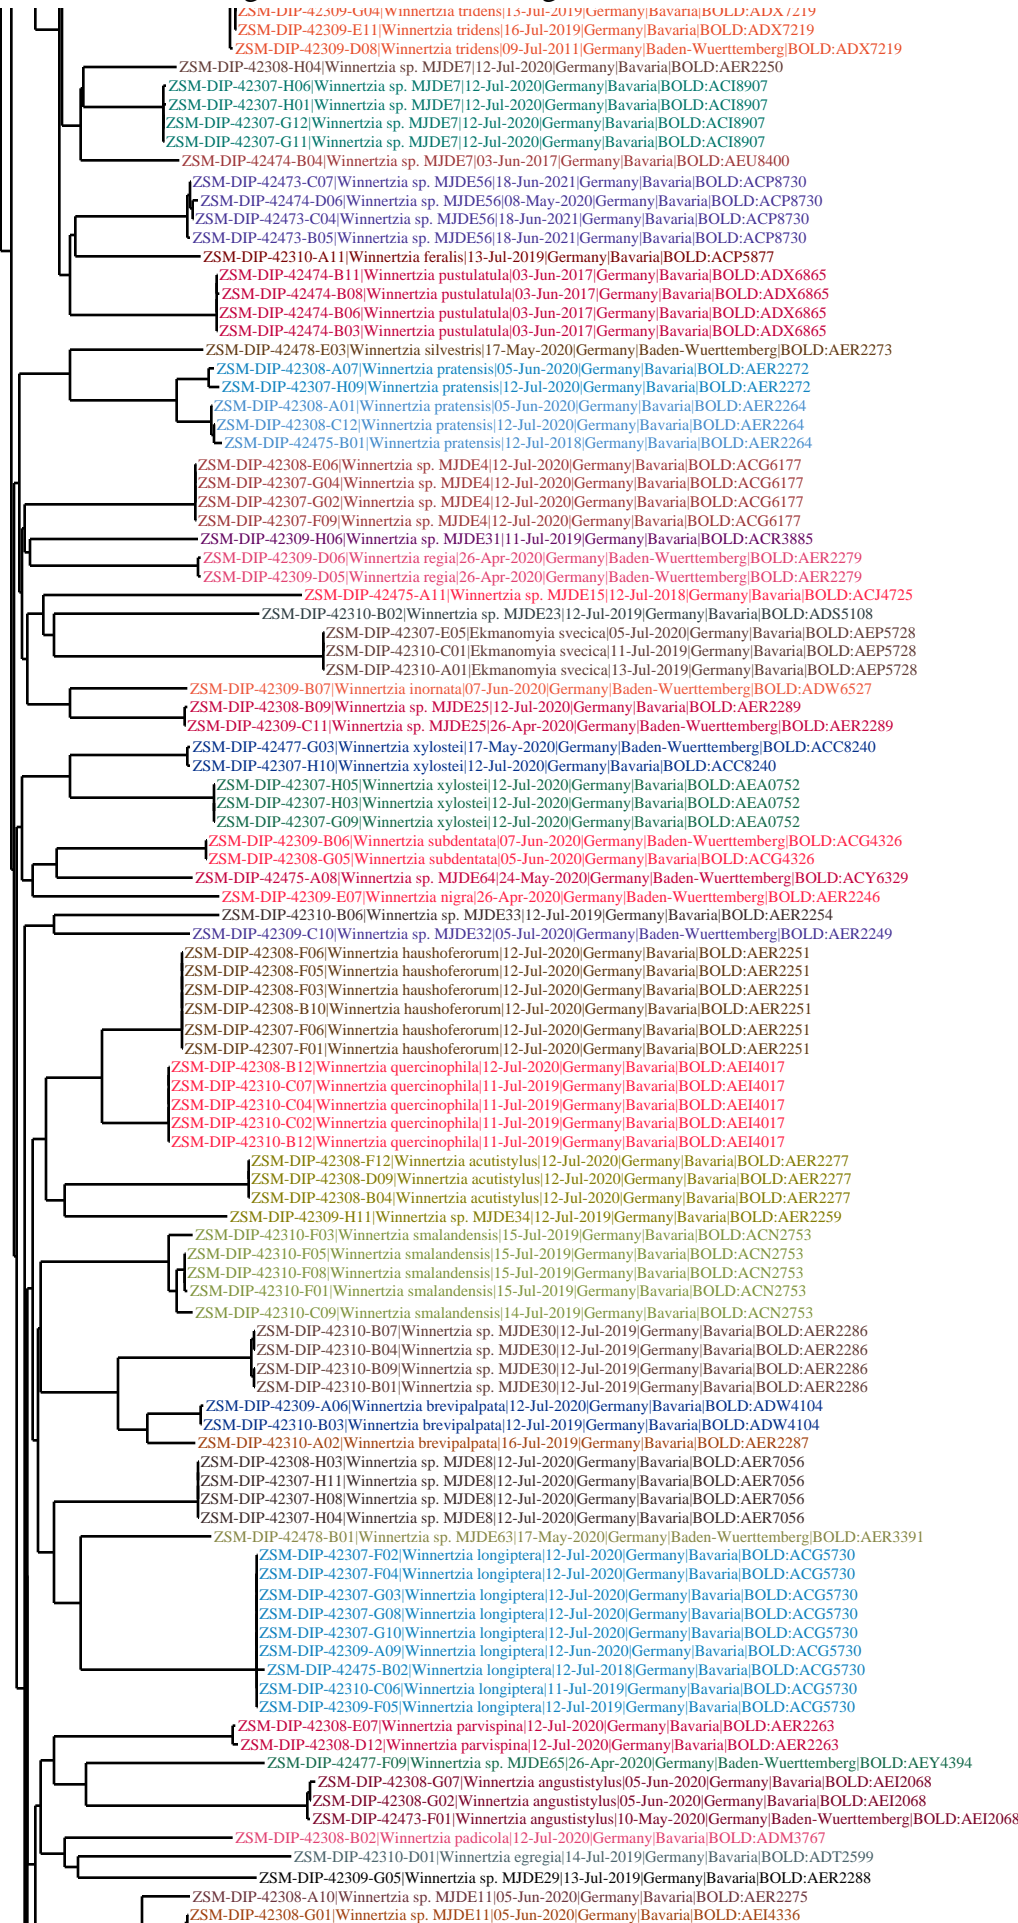 ZSM-DIP-42309-G04|Winnertzia tridens|13-Jul-2019|Germany|Bavaria|BOLD:ADX7219
ZSM-DIP-42309-E11|Winnertzia tridens|16-Jul-2019|Germany|Bavaria|BOLD:ADX7219
ZSM-DIP-42309-D08|Winnertzia tridens|09-Jul-2011|Germany|Baden-Wuerttemberg|BOLD:ADX7219
ZSM-DIP-42308-H04|Winnertzia sp. MJDE7|12-Jul-2020|Germany|Bavaria|BOLD:AER2250
ZSM-DIP-42307-H06|Winnertzia sp. MJDE7|12-Jul-2020|Germany|Bavaria|BOLD:ACI8907
ZSM-DIP-42307-H01|Winnertzia sp. MJDE7|12-Jul-2020|Germany|Bavaria|BOLD:ACI8907
ZSM-DIP-42307-G12|Winnertzia sp. MJDE7|12-Jul-2020|Germany|Bavaria|BOLD:ACI8907
ZSM-DIP-42307-G11|Winnertzia sp. MJDE7|12-Jul-2020|Germany|Bavaria|BOLD:ACI8907
ZSM-DIP-42474-B04|Winnertzia sp. MJDE7|03-Jun-2017|Germany|Bavaria|BOLD:AEU8400
ZSM-DIP-42473-C07|Winnertzia sp. MJDE56|18-Jun-2021|Germany|Bavaria|BOLD:ACP8730
ZSM-DIP-42474-D06|Winnertzia sp. MJDE56|08-May-2020|Germany|Bavaria|BOLD:ACP8730
ZSM-DIP-42473-C04|Winnertzia sp. MJDE56|18-Jun-2021|Germany|Bavaria|BOLD:ACP8730
ZSM-DIP-42473-B05|Winnertzia sp. MJDE56|18-Jun-2021|Germany|Bavaria|BOLD:ACP8730
ZSM-DIP-42310-A11|Winnertzia feralis|13-Jul-2019|Germany|Bavaria|BOLD:ACP5877
ZSM-DIP-42474-B11|Winnertzia pustulatula|03-Jun-2017|Germany|Bavaria|BOLD:ADX6865
ZSM-DIP-42474-B08|Winnertzia pustulatula|03-Jun-2017|Germany|Bavaria|BOLD:ADX6865
ZSM-DIP-42474-B06|Winnertzia pustulatula|03-Jun-2017|Germany|Bavaria|BOLD:ADX6865
ZSM-DIP-42474-B03|Winnertzia pustulatula|03-Jun-2017|Germany|Bavaria|BOLD:ADX6865
ZSM-DIP-42478-E03|Winnertzia silvestris|17-May-2020|Germany|Baden-Wuerttemberg|BOLD:AER2273
ZSM-DIP-42308-A07|Winnertzia pratensis|05-Jun-2020|Germany|Bavaria|BOLD:AER2272
ZSM-DIP-42307-H09|Winnertzia pratensis|12-Jul-2020|Germany|Bavaria|BOLD:AER2272
ZSM-DIP-42308-A01|Winnertzia pratensis|05-Jun-2020|Germany|Bavaria|BOLD:AER2264
ZSM-DIP-42308-C12|Winnertzia pratensis|12-Jul-2020|Germany|Bavaria|BOLD:AER2264
ZSM-DIP-42475-B01|Winnertzia pratensis|12-Jul-2018|Germany|Bavaria|BOLD:AER2264
ZSM-DIP-42308-E06|Winnertzia sp. MJDE4|12-Jul-2020|Germany|Bavaria|BOLD:ACG6177
ZSM-DIP-42307-G04|Winnertzia sp. MJDE4|12-Jul-2020|Germany|Bavaria|BOLD:ACG6177
ZSM-DIP-42307-G02|Winnertzia sp. MJDE4|12-Jul-2020|Germany|Bavaria|BOLD:ACG6177
ZSM-DIP-42307-F09|Winnertzia sp. MJDE4|12-Jul-2020|Germany|Bavaria|BOLD:ACG6177
ZSM-DIP-42309-H06|Winnertzia sp. MJDE31|11-Jul-2019|Germany|Bavaria|BOLD:ACR3885
ZSM-DIP-42309-D06|Winnertzia regia|26-Apr-2020|Germany|Baden-Wuerttemberg|BOLD:AER2279
ZSM-DIP-42309-D05|Winnertzia regia|26-Apr-2020|Germany|Baden-Wuerttemberg|BOLD:AER2279
ZSM-DIP-42475-A11|Winnertzia sp. MJDE15|12-Jul-2018|Germany|Bavaria|BOLD:ACJ4725
ZSM-DIP-42310-B02|Winnertzia sp. MJDE23|12-Jul-2019|Germany|Bavaria|BOLD:ADS5108
ZSM-DIP-42307-E05|Ekmanomyia svecica|05-Jul-2020|Germany|Bavaria|BOLD:AEP5728
ZSM-DIP-42310-C01|Ekmanomyia svecica|11-Jul-2019|Germany|Bavaria|BOLD:AEP5728
ZSM-DIP-42310-A01|Ekmanomyia svecica|13-Jul-2019|Germany|Bavaria|BOLD:AEP5728
ZSM-DIP-42309-B07|Winnertzia inornata|07-Jun-2020|Germany|Baden-Wuerttemberg|BOLD:ADW6527
ZSM-DIP-42308-B09|Winnertzia sp. MJDE25|12-Jul-2020|Germany|Bavaria|BOLD:AER2289
ZSM-DIP-42309-C11|Winnertzia sp. MJDE25|26-Apr-2020|Germany|Baden-Wuerttemberg|BOLD:AER2289
ZSM-DIP-42477-G03|Winnertzia xylostei|17-May-2020|Germany|Baden-Wuerttemberg|BOLD:ACC8240
ZSM-DIP-42307-H10|Winnertzia xylostei|12-Jul-2020|Germany|Bavaria|BOLD:ACC8240
ZSM-DIP-42307-H05|Winnertzia xylostei|12-Jul-2020|Germany|Bavaria|BOLD:AEA0752
ZSM-DIP-42307-H03|Winnertzia xylostei|12-Jul-2020|Germany|Bavaria|BOLD:AEA0752
ZSM-DIP-42307-G09|Winnertzia xylostei|12-Jul-2020|Germany|Bavaria|BOLD:AEA0752
ZSM-DIP-42309-B06|Winnertzia subdentata|07-Jun-2020|Germany|Baden-Wuerttemberg|BOLD:ACG4326
ZSM-DIP-42308-G05|Winnertzia subdentata|05-Jun-2020|Germany|Bavaria|BOLD:ACG4326
ZSM-DIP-42475-A08|Winnertzia sp. MJDE64|24-May-2020|Germany|Baden-Wuerttemberg|BOLD:ACY6329
ZSM-DIP-42309-E07|Winnertzia nigra|26-Apr-2020|Germany|Baden-Wuerttemberg|BOLD:AER2246
ZSM-DIP-42310-B06|Winnertzia sp. MJDE33|12-Jul-2019|Germany|Bavaria|BOLD:AER2254
ZSM-DIP-42309-C10|Winnertzia sp. MJDE32|05-Jul-2020|Germany|Baden-Wuerttemberg|BOLD:AER2249
ZSM-DIP-42308-F06|Winnertzia haushoferorum|12-Jul-2020|Germany|Bavaria|BOLD:AER2251
ZSM-DIP-42308-F05|Winnertzia haushoferorum|12-Jul-2020|Germany|Bavaria|BOLD:AER2251
ZSM-DIP-42308-F03|Winnertzia haushoferorum|12-Jul-2020|Germany|Bavaria|BOLD:AER2251
ZSM-DIP-42308-B10|Winnertzia haushoferorum|12-Jul-2020|Germany|Bavaria|BOLD:AER2251
ZSM-DIP-42307-F06|Winnertzia haushoferorum|12-Jul-2020|Germany|Bavaria|BOLD:AER2251
ZSM-DIP-42307-F01|Winnertzia haushoferorum|12-Jul-2020|Germany|Bavaria|BOLD:AER2251
ZSM-DIP-42308-B12|Winnertzia quercinophila|12-Jul-2020|Germany|Bavaria|BOLD:AEI4017
ZSM-DIP-42310-C07|Winnertzia quercinophila|11-Jul-2019|Germany|Bavaria|BOLD:AEI4017
ZSM-DIP-42310-C04|Winnertzia quercinophila|11-Jul-2019|Germany|Bavaria|BOLD:AEI4017
ZSM-DIP-42310-C02|Winnertzia quercinophila|11-Jul-2019|Germany|Bavaria|BOLD:AEI4017
ZSM-DIP-42310-B12|Winnertzia quercinophila|11-Jul-2019|Germany|Bavaria|BOLD:AEI4017
ZSM-DIP-42308-F12|Winnertzia acutistylus|12-Jul-2020|Germany|Bavaria|BOLD:AER2277
ZSM-DIP-42308-D09|Winnertzia acutistylus|12-Jul-2020|Germany|Bavaria|BOLD:AER2277
ZSM-DIP-42308-B04|Winnertzia acutistylus|12-Jul-2020|Germany|Bavaria|BOLD:AER2277
ZSM-DIP-42309-H11|Winnertzia sp. MJDE34|12-Jul-2019|Germany|Bavaria|BOLD:AER2259
ZSM-DIP-42310-F03|Winnertzia smalandensis|15-Jul-2019|Germany|Bavaria|BOLD:ACN2753
ZSM-DIP-42310-F05|Winnertzia smalandensis|15-Jul-2019|Germany|Bavaria|BOLD:ACN2753
ZSM-DIP-42310-F08|Winnertzia smalandensis|15-Jul-2019|Germany|Bavaria|BOLD:ACN2753
ZSM-DIP-42310-F01|Winnertzia smalandensis|15-Jul-2019|Germany|Bavaria|BOLD:ACN2753
ZSM-DIP-42310-C09|Winnertzia smalandensis|14-Jul-2019|Germany|Bavaria|BOLD:ACN2753
ZSM-DIP-42310-B07|Winnertzia sp. MJDE30|12-Jul-2019|Germany|Bavaria|BOLD:AER2286
ZSM-DIP-42310-B04|Winnertzia sp. MJDE30|12-Jul-2019|Germany|Bavaria|BOLD:AER2286
ZSM-DIP-42310-B09|Winnertzia sp. MJDE30|12-Jul-2019|Germany|Bavaria|BOLD:AER2286
ZSM-DIP-42310-B01|Winnertzia sp. MJDE30|12-Jul-2019|Germany|Bavaria|BOLD:AER2286
ZSM-DIP-42309-A06|Winnertzia brevipalpata|12-Jul-2020|Germany|Bavaria|BOLD:ADW4104
ZSM-DIP-42310-B03|Winnertzia brevipalpata|12-Jul-2019|Germany|Bavaria|BOLD:ADW4104
ZSM-DIP-42310-A02|Winnertzia brevipalpata|16-Jul-2019|Germany|Bavaria|BOLD:AER2287
ZSM-DIP-42308-H03|Winnertzia sp. MJDE8|12-Jul-2020|Germany|Bavaria|BOLD:AER7056
ZSM-DIP-42307-H11|Winnertzia sp. MJDE8|12-Jul-2020|Germany|Bavaria|BOLD:AER7056
ZSM-DIP-42307-H08|Winnertzia sp. MJDE8|12-Jul-2020|Germany|Bavaria|BOLD:AER7056
ZSM-DIP-42307-H04|Winnertzia sp. MJDE8|12-Jul-2020|Germany|Bavaria|BOLD:AER7056
ZSM-DIP-42478-B01|Winnertzia sp. MJDE63|17-May-2020|Germany|Baden-Wuerttemberg|BOLD:AER3391
ZSM-DIP-42307-F02|Winnertzia longiptera|12-Jul-2020|Germany|Bavaria|BOLD:ACG5730
ZSM-DIP-42307-F04|Winnertzia longiptera|12-Jul-2020|Germany|Bavaria|BOLD:ACG5730
ZSM-DIP-42307-G03|Winnertzia longiptera|12-Jul-2020|Germany|Bavaria|BOLD:ACG5730
ZSM-DIP-42307-G08|Winnertzia longiptera|12-Jul-2020|Germany|Bavaria|BOLD:ACG5730
ZSM-DIP-42307-G10|Winnertzia longiptera|12-Jul-2020|Germany|Bavaria|BOLD:ACG5730
ZSM-DIP-42309-A09|Winnertzia longiptera|12-Jun-2020|Germany|Bavaria|BOLD:ACG5730
ZSM-DIP-42475-B02|Winnertzia longiptera|12-Jul-2018|Germany|Bavaria|BOLD:ACG5730
ZSM-DIP-42310-C06|Winnertzia longiptera|11-Jul-2019|Germany|Bavaria|BOLD:ACG5730
ZSM-DIP-42309-F05|Winnertzia longiptera|12-Jul-2019|Germany|Bavaria|BOLD:ACG5730
ZSM-DIP-42308-E07|Winnertzia parvispina|12-Jul-2020|Germany|Bavaria|BOLD:AER2263
ZSM-DIP-42308-D12|Winnertzia parvispina|12-Jul-2020|Germany|Bavaria|BOLD:AER2263
ZSM-DIP-42477-F09|Winnertzia sp. MJDE65|26-Apr-2020|Germany|Baden-Wuerttemberg|BOLD:AEY4394
ZSM-DIP-42308-G07|Winnertzia angustistylus|05-Jun-2020|Germany|Bavaria|BOLD:AEI2068
ZSM-DIP-42308-G02|Winnertzia angustistylus|05-Jun-2020|Germany|Bavaria|BOLD:AEI2068
ZSM-DIP-42473-F01|Winnertzia angustistylus|10-May-2020|Germany|Baden-Wuerttemberg|BOLD:AEI2068
ZSM-DIP-42308-B02|Winnertzia padicola|12-Jul-2020|Germany|Bavaria|BOLD:ADM3767
ZSM-DIP-42310-D01|Winnertzia egregia|14-Jul-2019|Germany|Bavaria|BOLD:ADT2599
ZSM-DIP-42309-G05|Winnertzia sp. MJDE29|13-Jul-2019|Germany|Bavaria|BOLD:AER2288
ZSM-DIP-42308-A10|Winnertzia sp. MJDE11|05-Jun-2020|Germany|Bavaria|BOLD:AER2275
ZSM-DIP-42308-G01|Winnertzia sp. MJDE11|05-Jun-2020|Germany|Bavaria|BOLD:AEI4336